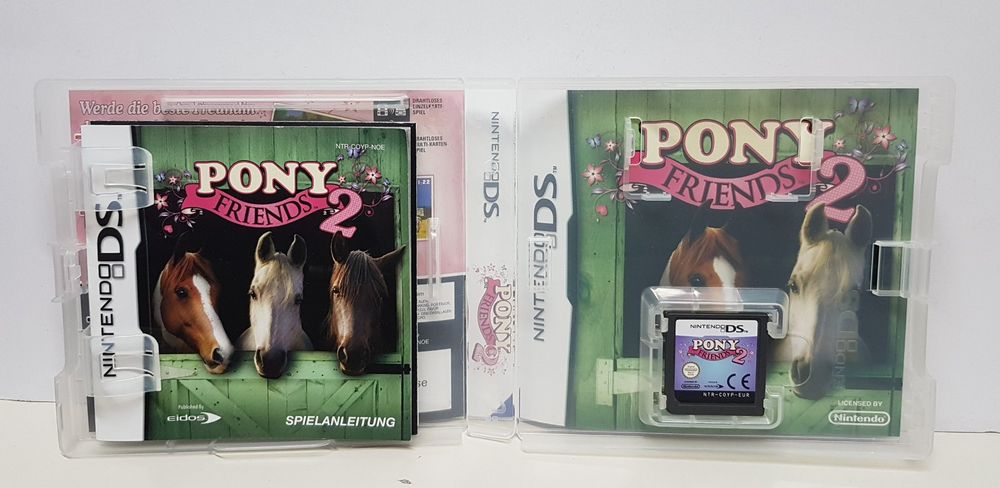 Werde die beste Freundin...
DRAHTLOSES
EINZELKARTE
SPIEL
DRAHTLOSES
MULTI-KARTEN
SPIEL
NINTENDO DS
NTR-COYP-NOE
PONY
FRIENDS 2
Published By
eidos
SPIELANLEITUNG
NINTENDO DS.
PONY
FRIENDS 2
NINTENDO DS
PONY
FRIENDS 2
NINTENDO DS
PONY
FRIENDS 2
Nintendo
CE
NTR-COYP-EUR
LICENSED BY
Nintendo